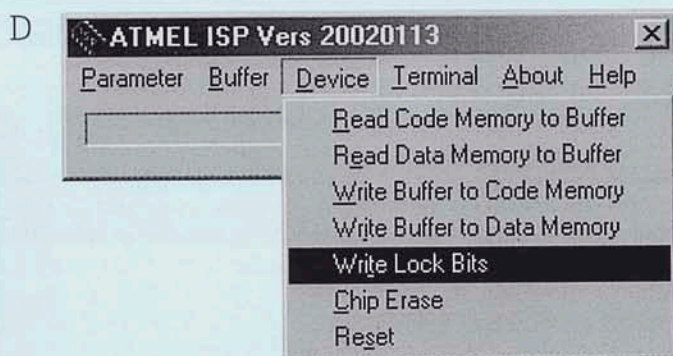 D
ATMEL ISP Vers 20020113
Parameter Buffer Device Terminal About Help
Read Code Memory to Buffer
Read Data Memory to Buffer
Write Buffer to Code Memory
Write Buffer to Data Memory
Write Lock Bits
Chip Erase
Reset